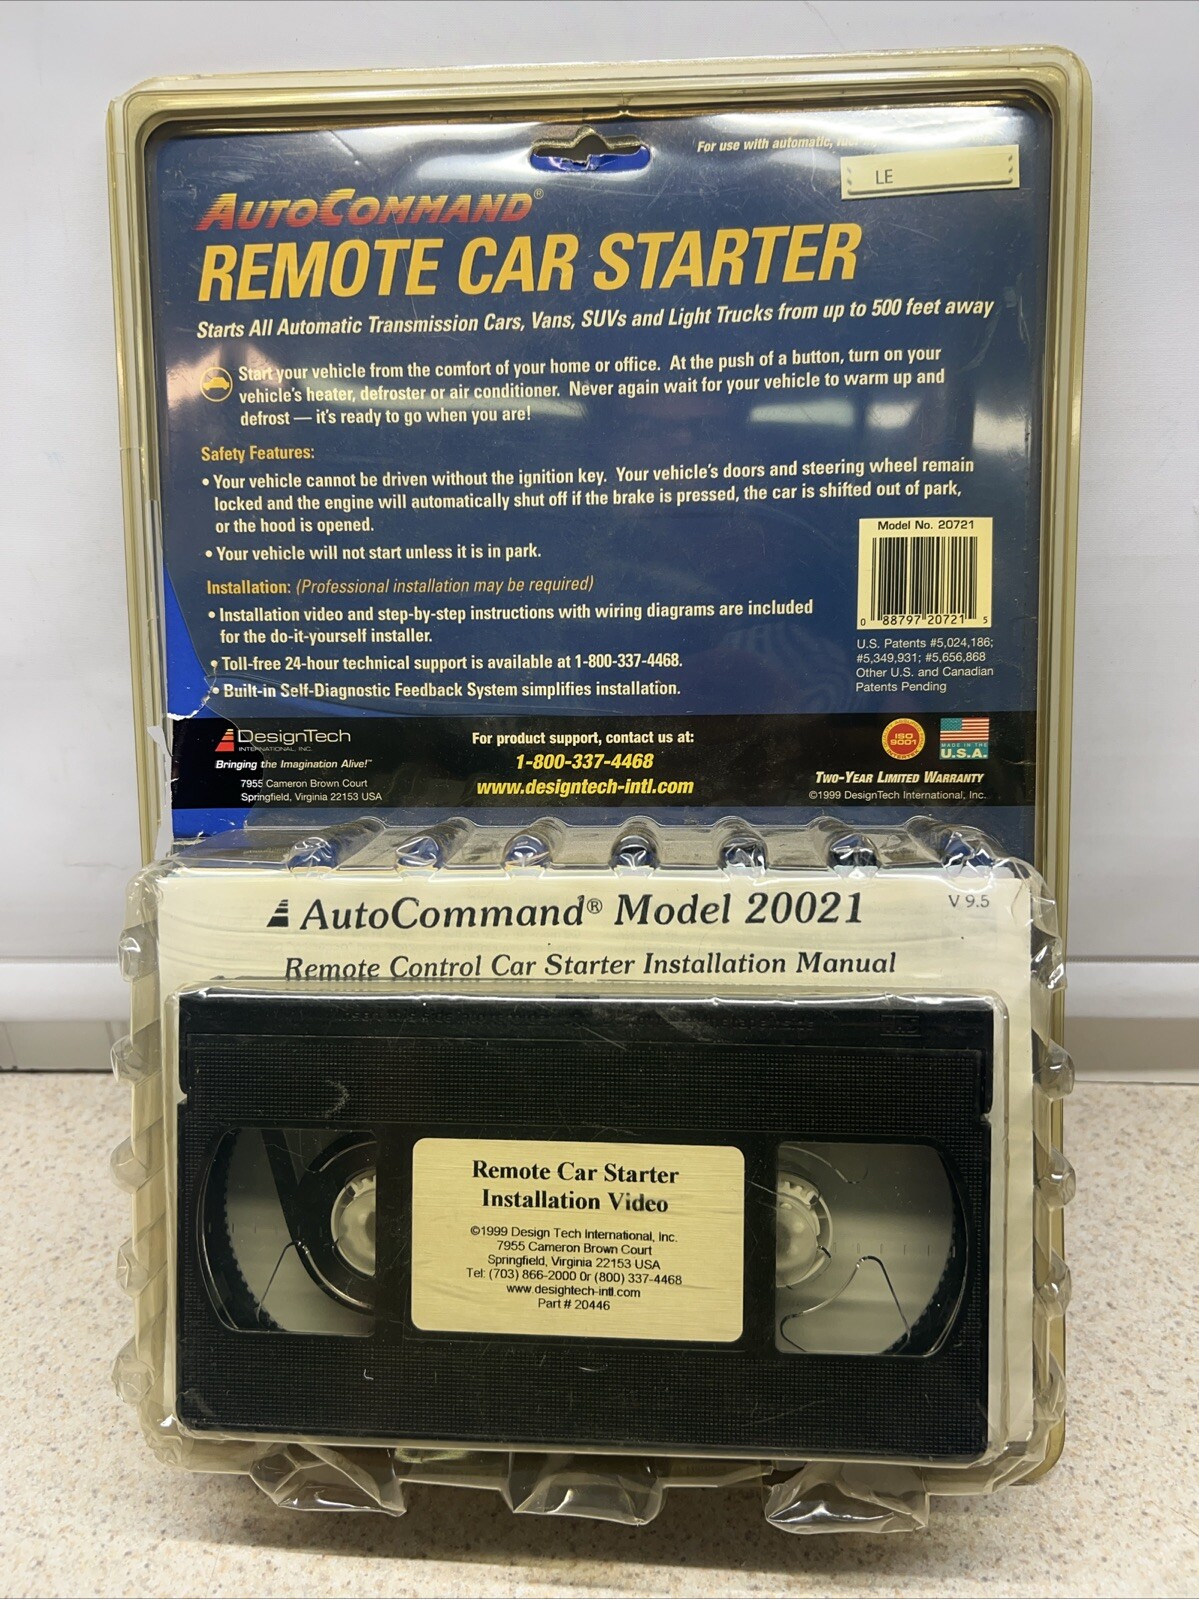 For use with automatic,
LE
AUTOCOMMAND®
REMOTE CAR STARTER
Starts All Automatic Transmission Cars, Vans, SUVs and Light Trucks from up to 500 feet away
Start your vehicle from the comfort of your home or office. At the push of a button, turn on your
vehicle's heater, defroster or air conditioner. Never again wait for your vehicle to warm up and
defrost — it's ready to go when you are!
Safety Features:
• Your vehicle cannot be driven without the ignition key. Your vehicle's doors and steering wheel remain
locked and the engine will automatically shut off if the brake is pressed, the car is shifted out of park,
or the hood is opened.
• Your vehicle will not start unless it is in park.
Installation: (Professional installation may be required)
• Installation video and step-by-step instructions with wiring diagrams are included
for the do-it-yourself installer.
• Toll-free 24-hour technical support is available at 1-800-337-4468.
• Built-in Self-Diagnostic Feedback System simplifies installation.
Model No. 20721
0 88797 20721 5
U.S. Patents #5,024,186;
#5,349,931; #5,656,868
Other U.S. and Canadian
Patents Pending
DesignTech
INTERNATIONAL, INC.
Bringing the Imagination Alive!™
7955 Cameron Brown Court
Springfield, Virginia 22153 USA
For product support, contact us at:
1-800-337-4468
www.designtech-intl.com
ISO
9001
MADE IN THE
U.S.A.
TWO-YEAR LIMITED WARRANTY
©1999 DesignTech International, Inc.
AutoCommand® Model 20021
V 9.5
Remote Control Car Starter Installation Manual
Remote Car Starter
Installation Video
©1999 Design Tech International, Inc.
7955 Cameron Brown Court
Springfield, Virginia 22153 USA
Tel: (703) 866-2000 or (800) 337-4468
www.designtech-intl.com
Part # 20446